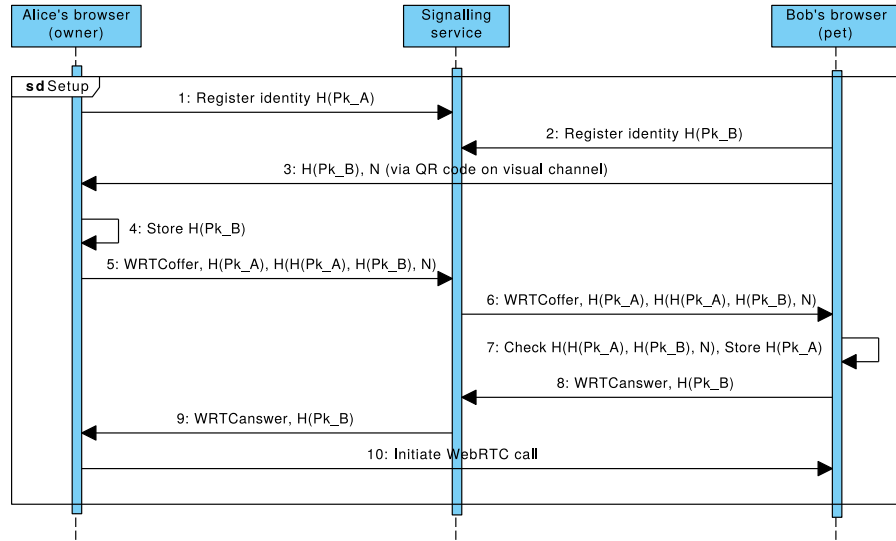 Alice's browser
(owner)
Signalling
service
Bob's browser
(pet)
sd Setup
1: Register identity H(Pk_A)
2: Register identity H(Pk_B)
3: H(Pk_B), N (via QR code on visual channel)
4: Store H(Pk_B)
5: WRTCoffer, H(Pk_A), H(H(Pk_A), H(Pk_B), N)
6: WRTCoffer, H(Pk_A), H(H(Pk_A), H(Pk_B), N)
7: Check H(H(Pk_A), H(Pk_B), N), Store H(Pk_A)
8: WRTCanswer, H(Pk_B)
9: WRTCanswer, H(Pk_B)
10: Initiate WebRTC call